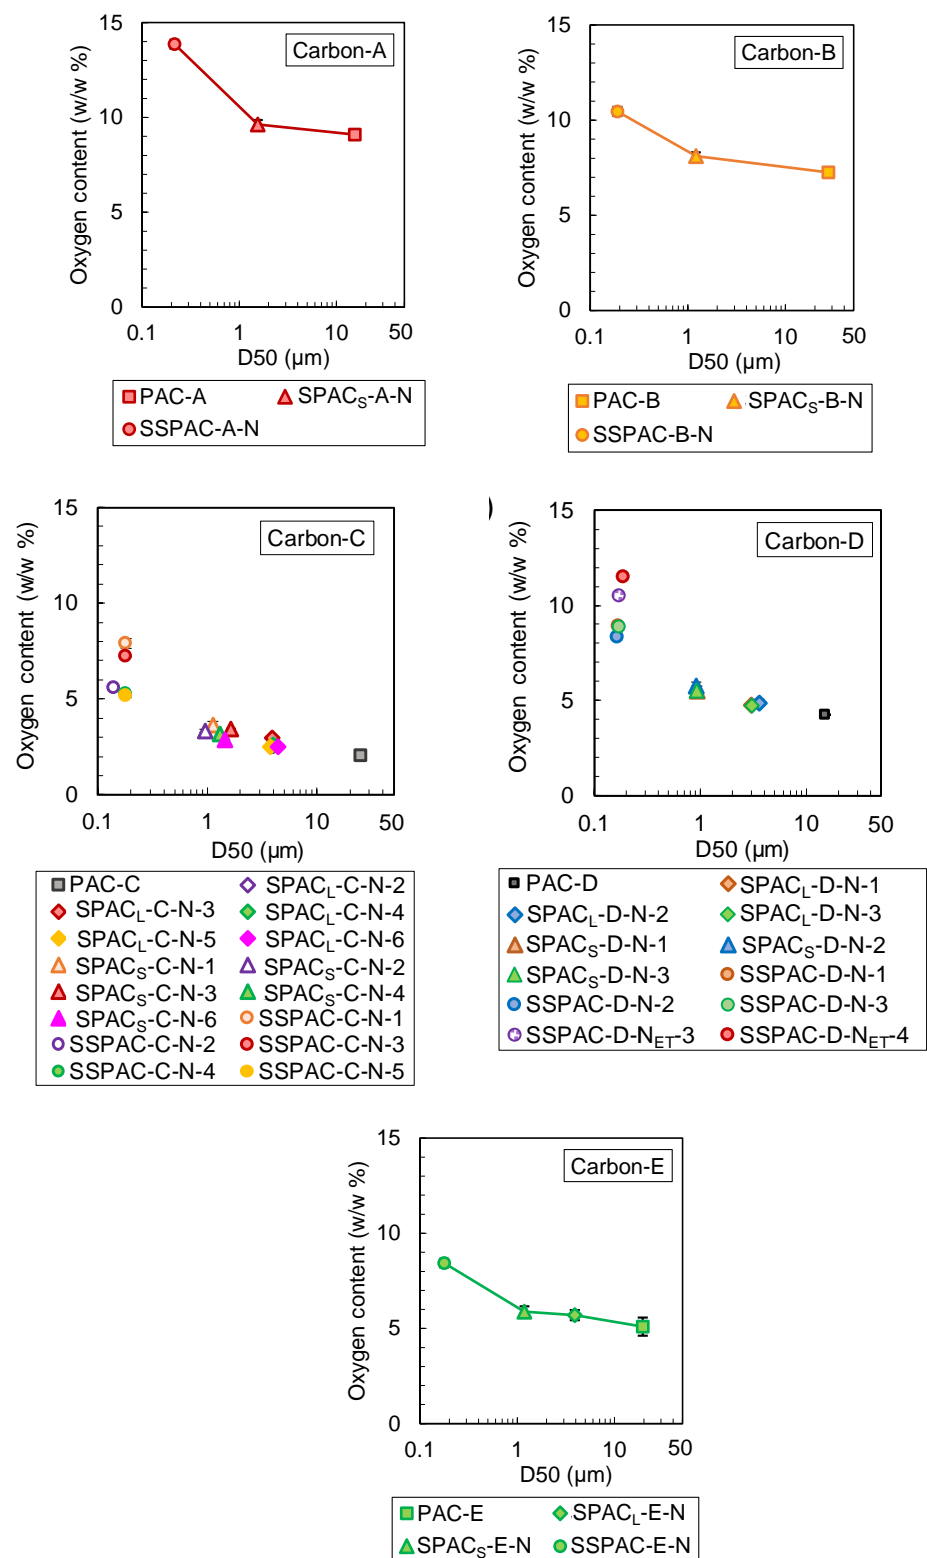 Carbon-A
Oxygen content (w/w %)
15
10
5
0
0.1 1 10 50
D50 (µm)
PAC-A SPACS-A-N
SSPAC-A-N
Carbon-B
Oxygen content (w/w %)
15
10
5
0
0.1 1 10 50
D50 (µm)
PAC-B SPACS-B-N
SSPAC-B-N
Carbon-C
Oxygen content (w/w %)
15
10
5
0
0.1 1 10 50
D50 (µm)
PAC-C SPACL-C-N-2
SPACL-C-N-3 SPACL-C-N-4
SPACL-C-N-5 SPACL-C-N-6
SPACS-C-N-1 SPACS-C-N-2
SPACS-C-N-3 SPACS-C-N-4
SPACS-C-N-6 SSPAC-C-N-1
SSPAC-C-N-2 SSPAC-C-N-3
SSPAC-C-N-4 SSPAC-C-N-5
)
Carbon-D
Oxygen content (w/w %)
15
10
5
0
0.1 1 10 50
D50 (µm)
PAC-D SPACL-D-N-1
SPACL-D-N-2 SPACL-D-N-3
SPACS-D-N-1 SPACS-D-N-2
SPACS-D-N-3 SSPAC-D-N-1
SSPAC-D-N-2 SSPAC-D-N-3
SSPAC-D-NET-3 SSPAC-D-NET-4
Carbon-E
Oxygen content (w/w %)
15
10
5
0
0.1 1 10 50
D50 (µm)
PAC-E SPACL-E-N
SPACS-E-N SSPAC-E-N